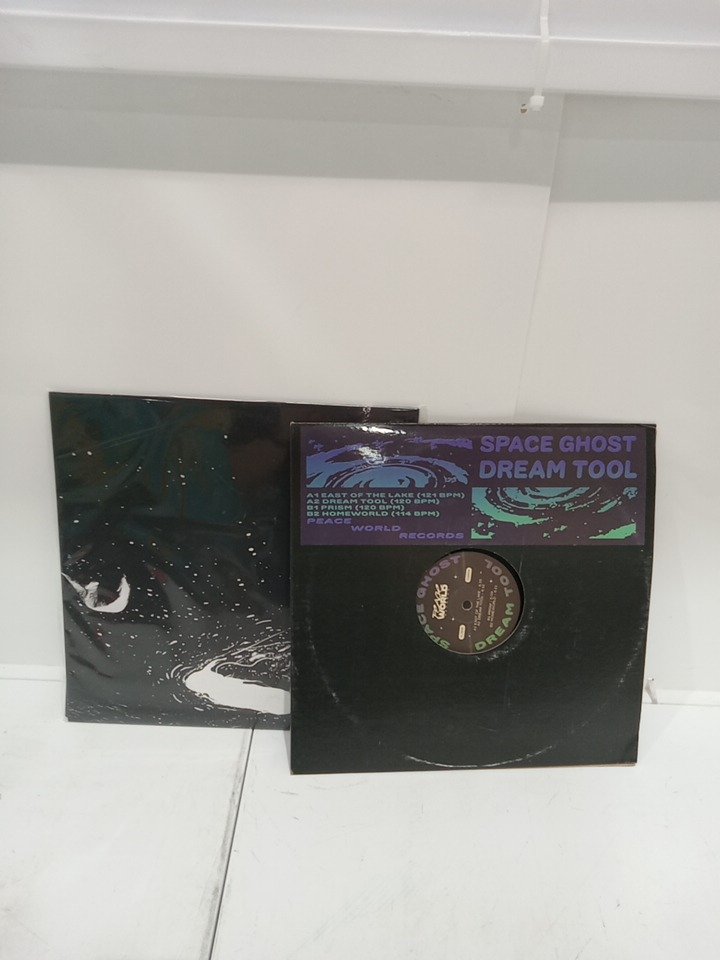 SPACE GHOST
DREAM TOOL
A1 EAST OF THE LAKE (121 BPM)
A2 DREAM TOOL (120 BPM)
B1 PRISM (120 BPM)
B2 HOMEWORLD (114 BPM)
PEACE
WORLD
RECORDS
SPACE GHOST
DREAM TOOL
WORLD